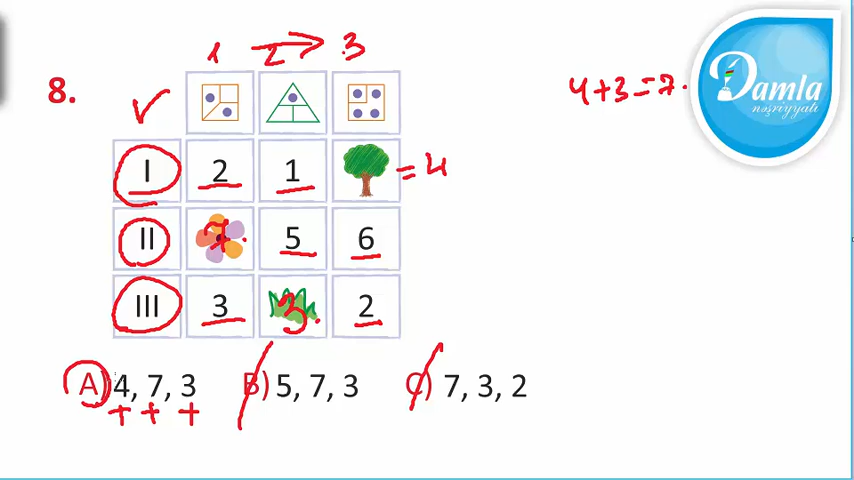 1 2 3
8.
4+3=7.
Damla
nəşriyyatı
I 2 1 =4
II 7. 5 6
III 3 3. 2
A) 4, 7, 3 B) 5, 7, 3 C) 7, 3, 2
+ + +